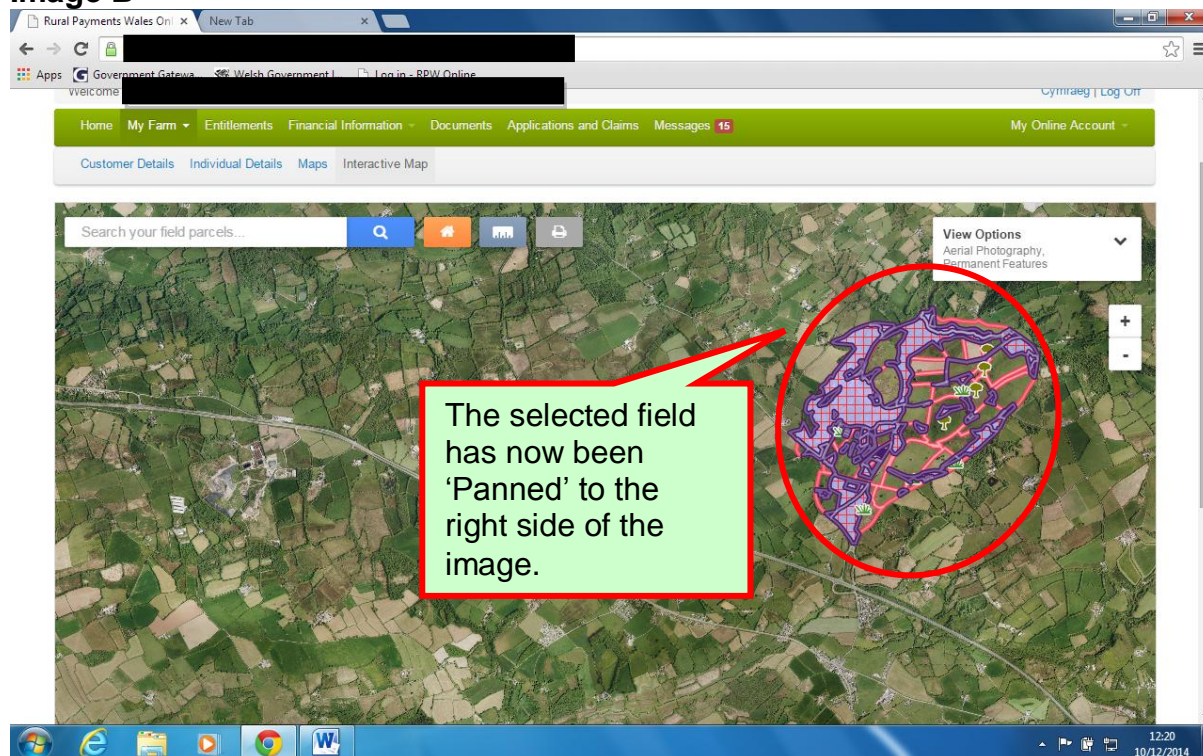 Image B
Rural Payments Wales Onl
New Tab
Apps
Government Gatewa...
Welsh Government |...
Log in - RPW Online
Welcome
Cymraeg | Log Off
Home My Farm Entitlements Financial Information Documents Applications and Claims Messages 15 My Online Account
Customer Details Individual Details Maps Interactive Map
Search your field parcels...
View Options
Aerial Photography,
Permanent Features
+
-
The selected field
has now been
‘Panned’ to the
right side of the
image.
12:20
10/12/2014